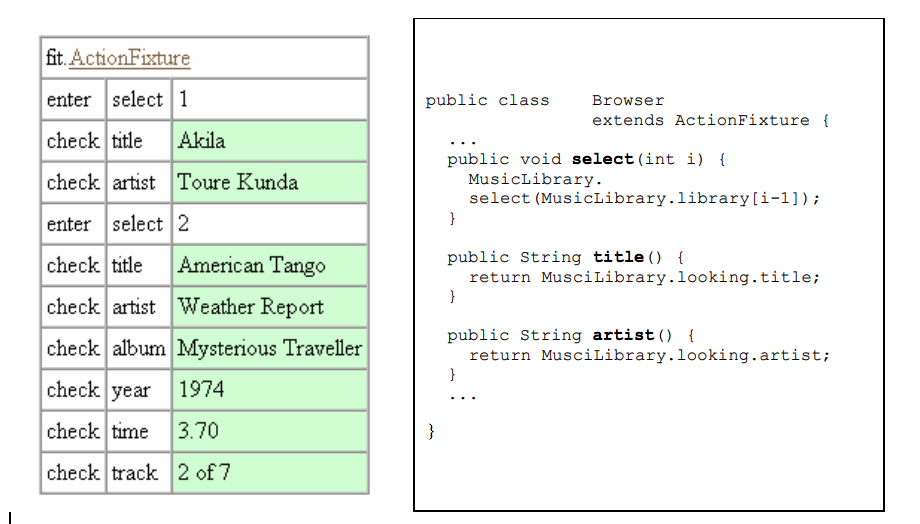 fit.ActionFixture
enter select 1
check title Akila
check artist Toure Kunda
enter select 2
check title American Tango
check artist Weather Report
check album Mysterious Traveller
check year 1974
check time 3.70
check track 2 of 7
public class Browser
extends ActionFixture {
...
public void select(int i) {
MusicLibrary.
select(MusicLibrary.library[i-1]);
}
public String title() {
return MusciLibrary.looking.title;
}
public String artist() {
return MusciLibrary.looking.artist;
}
...
}